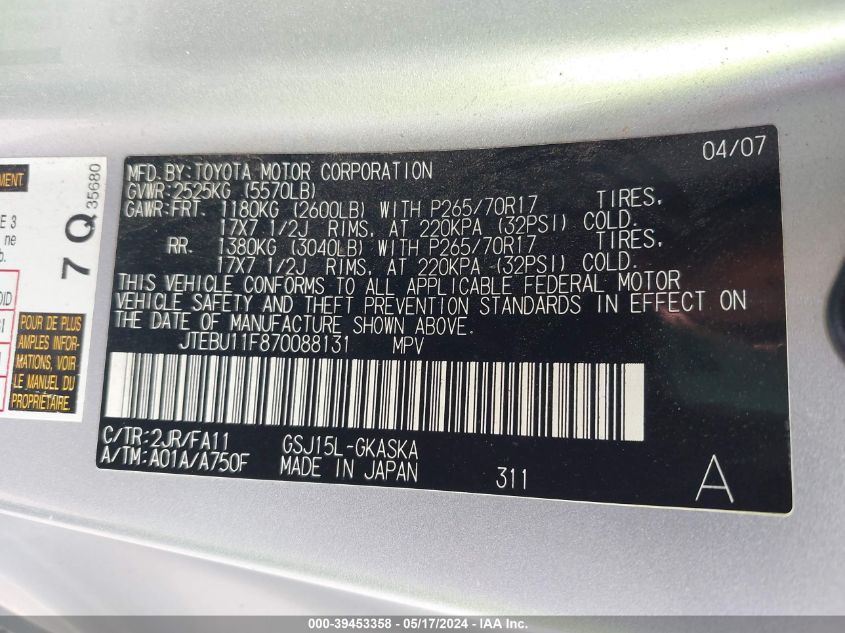 04/07
MFD. BY: TOYOTA MOTOR CORPORATION
GVWR: 2525KG (5570LB)
GAWR: FRT. 1180KG (2600LB) WITH P265/70R17 TIRES,
17X7 1/2J RIMS, AT 220KPA (32PSI) COLD.
RR. 1380KG (3040LB) WITH P265/70R17 TIRES,
17X7 1/2J RIMS, AT 220KPA (32PSI) COLD.
THIS VEHICLE CONFORMS TO ALL APPLICABLE FEDERAL MOTOR
VEHICLE SAFETY AND THEFT PREVENTION STANDARDS IN EFFECT ON
THE DATE OF MANUFACTURE SHOWN ABOVE.
JTEBU11F870088131 MPV
C/TR: 2JR/FA11 GSJ15L-GKASKA
A/TM: A01A/A750F MADE IN JAPAN 311 A
7 Q 35680
E 3
ne
b.
POUR DE PLUS
AMPLES INFOR-
MATIONS, VOIR
LE MANUEL DU
PROPRIÉTAIRE.
000-39453358 - 05/17/2024 - IAA Inc.